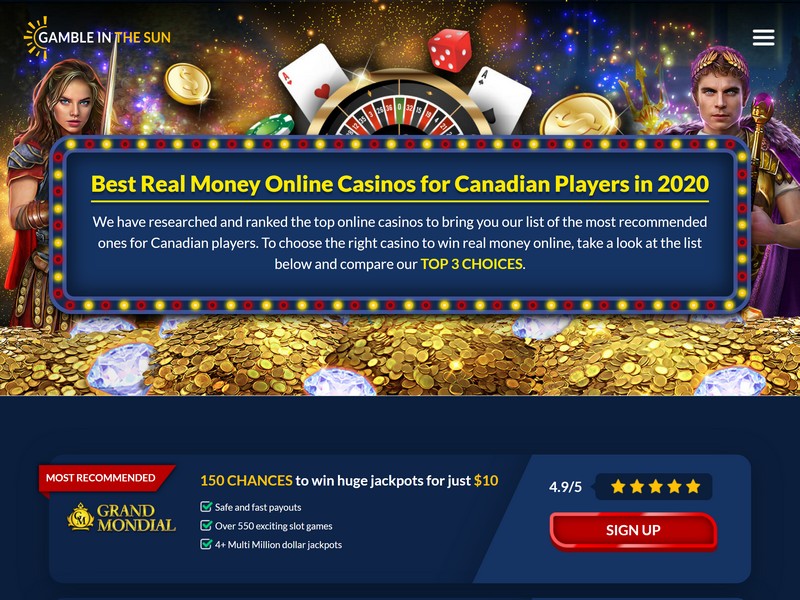 GAMBLE IN THE SUN
Best Real Money Online Casinos for Canadian Players in 2020
We have researched and ranked the top online casinos to bring you our list of the most recommended
ones for Canadian players. To choose the right casino to win real money online, take a look at the list
below and compare our TOP 3 CHOICES.
MOST RECOMMENDED
GRAND
MONDIAL
150 CHANCES to win huge jackpots for just $10
Safe and fast payouts
Over 550 exciting slot games
4+ Multi Million dollar jackpots
4.9/5
SIGN UP